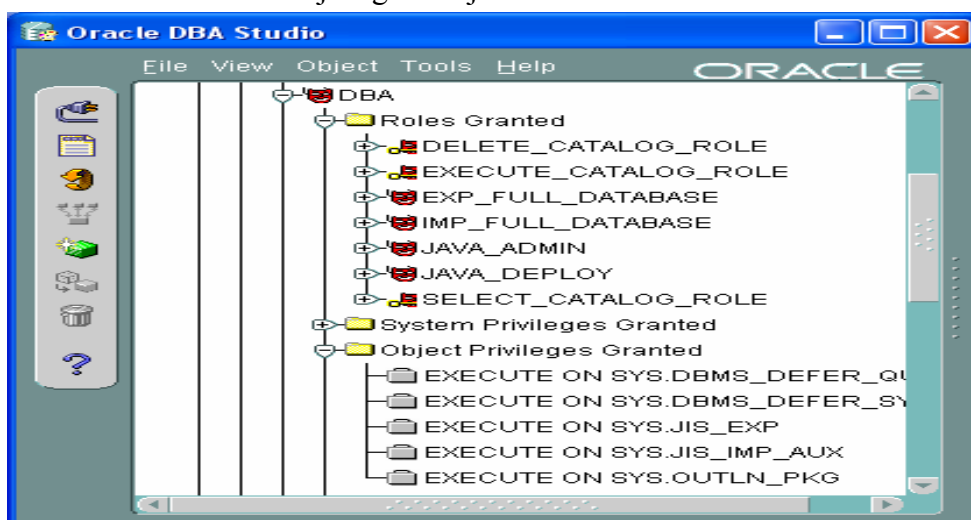 Oracle DBA Studio
File View Object Tools Help
ORACLE
DBA
Roles Granted
DELETE_CATALOG_ROLE
EXECUTE_CATALOG_ROLE
EXP_FULL_DATABASE
IMP_FULL_DATABASE
JAVA_ADMIN
JAVA_DEPLOY
SELECT_CATALOG_ROLE
System Privileges Granted
Object Privileges Granted
EXECUTE ON SYS.DBMS_DEFER_QU
EXECUTE ON SYS.DBMS_DEFER_SY
EXECUTE ON SYS.JIS_EXP
EXECUTE ON SYS.JIS_IMP_AUX
EXECUTE ON SYS.OUTLN_PKG
?